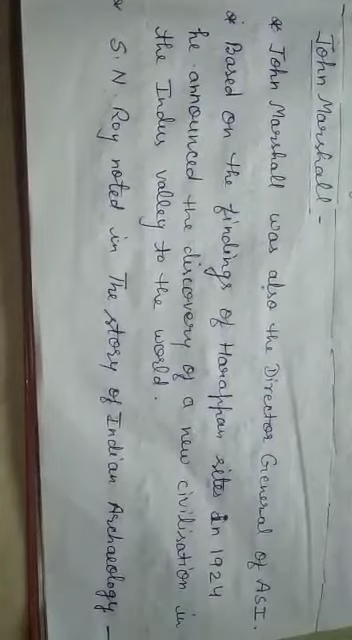 John Marshall -
* John Marshall was also the Director General of ASI.
* Based on the findings of Harappan sites in 1924
he announced the discovery of a new civilisation in
the Indus valley to the world.
* S.N. Roy noted in The story of Indian Archaeology -